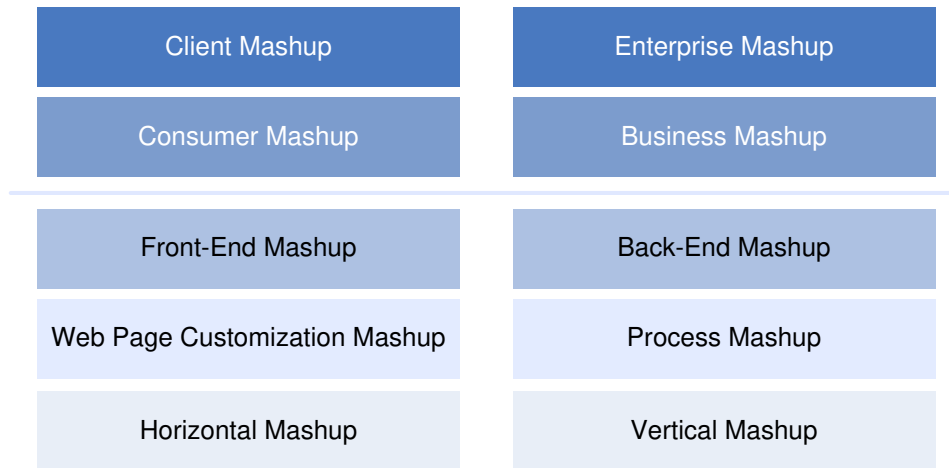 Client Mashup
Enterprise Mashup
Consumer Mashup
Business Mashup
Front-End Mashup
Back-End Mashup
Web Page Customization Mashup
Process Mashup
Horizontal Mashup
Vertical Mashup